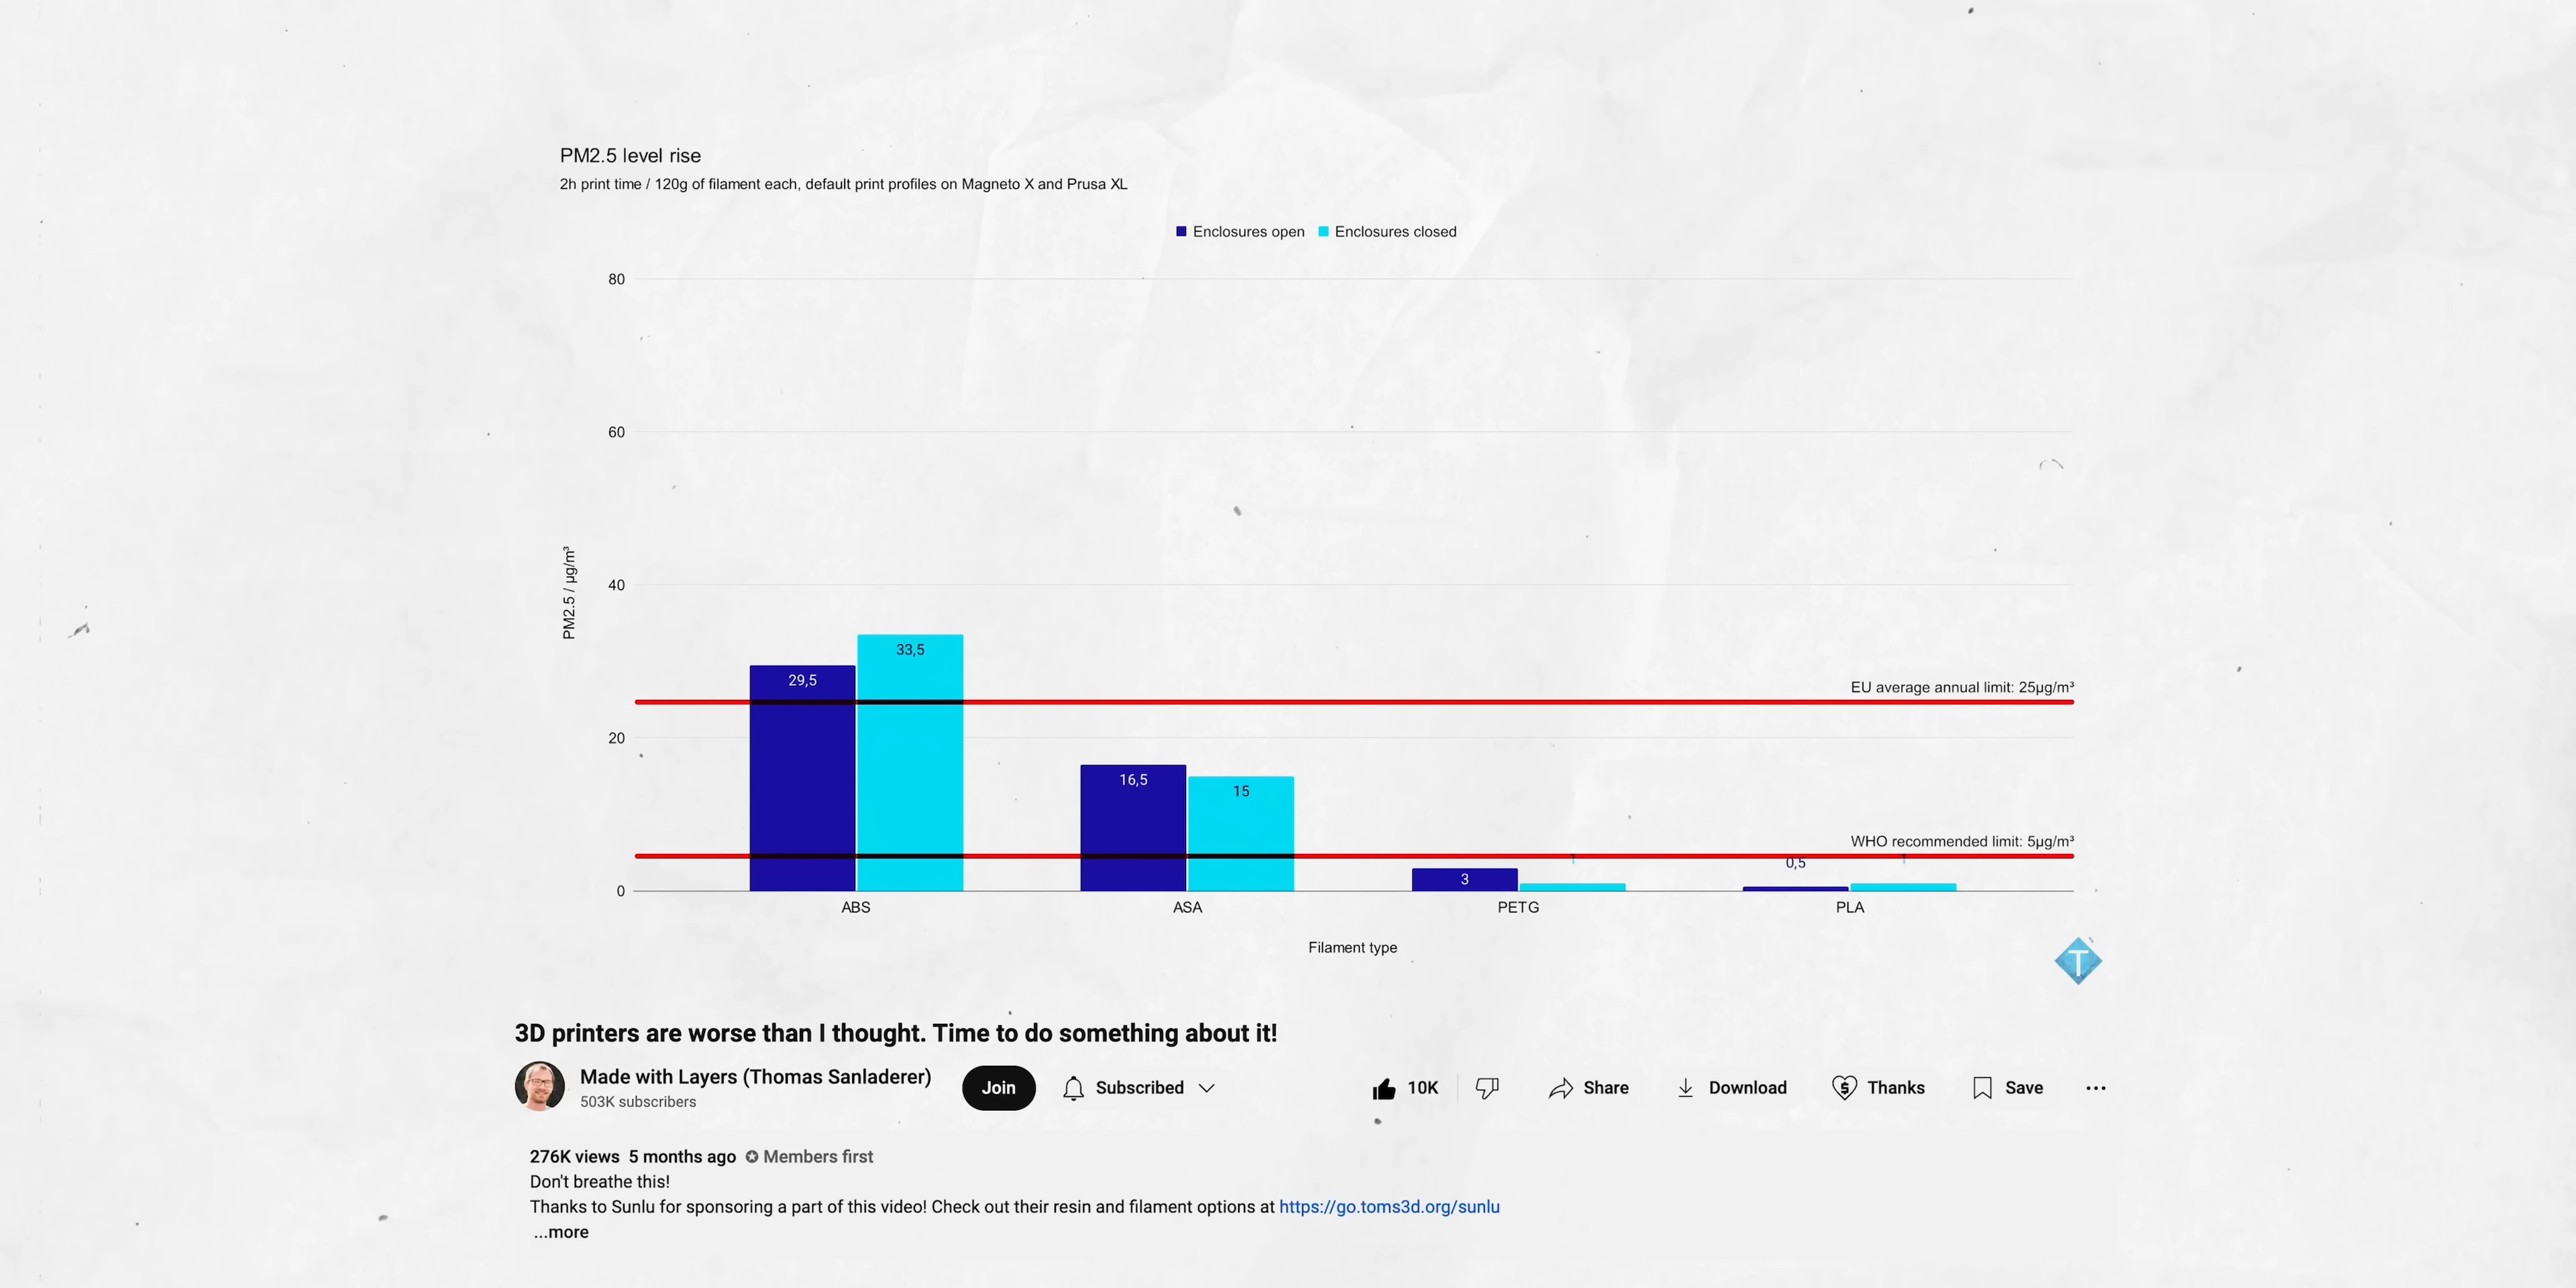 PM2.5 level rise
2h print time / 120g of filament each, default print profiles on Magneto X and Prusa XL
Enclosures open Enclosures closed
80
60
40
20
0
PM2.5 / µg/m³
33,5
29,5
EU average annual limit: 25µg/m³
16,5
15
WHO recommended limit: 5µg/m³
0,5
3
ABS ASA PETG PLA
Filament type
T
3D printers are worse than I thought. Time to do something about it!
Made with Layers (Thomas Sanladerer)
503K subscribers
Join
Subscribed
10K
Share
Download
Thanks
Save
276K views 5 months ago Members first
Don't breathe this!
Thanks to Sunlu for sponsoring a part of this video! Check out their resin and filament options at https://go.toms3d.org/sunlu
...more